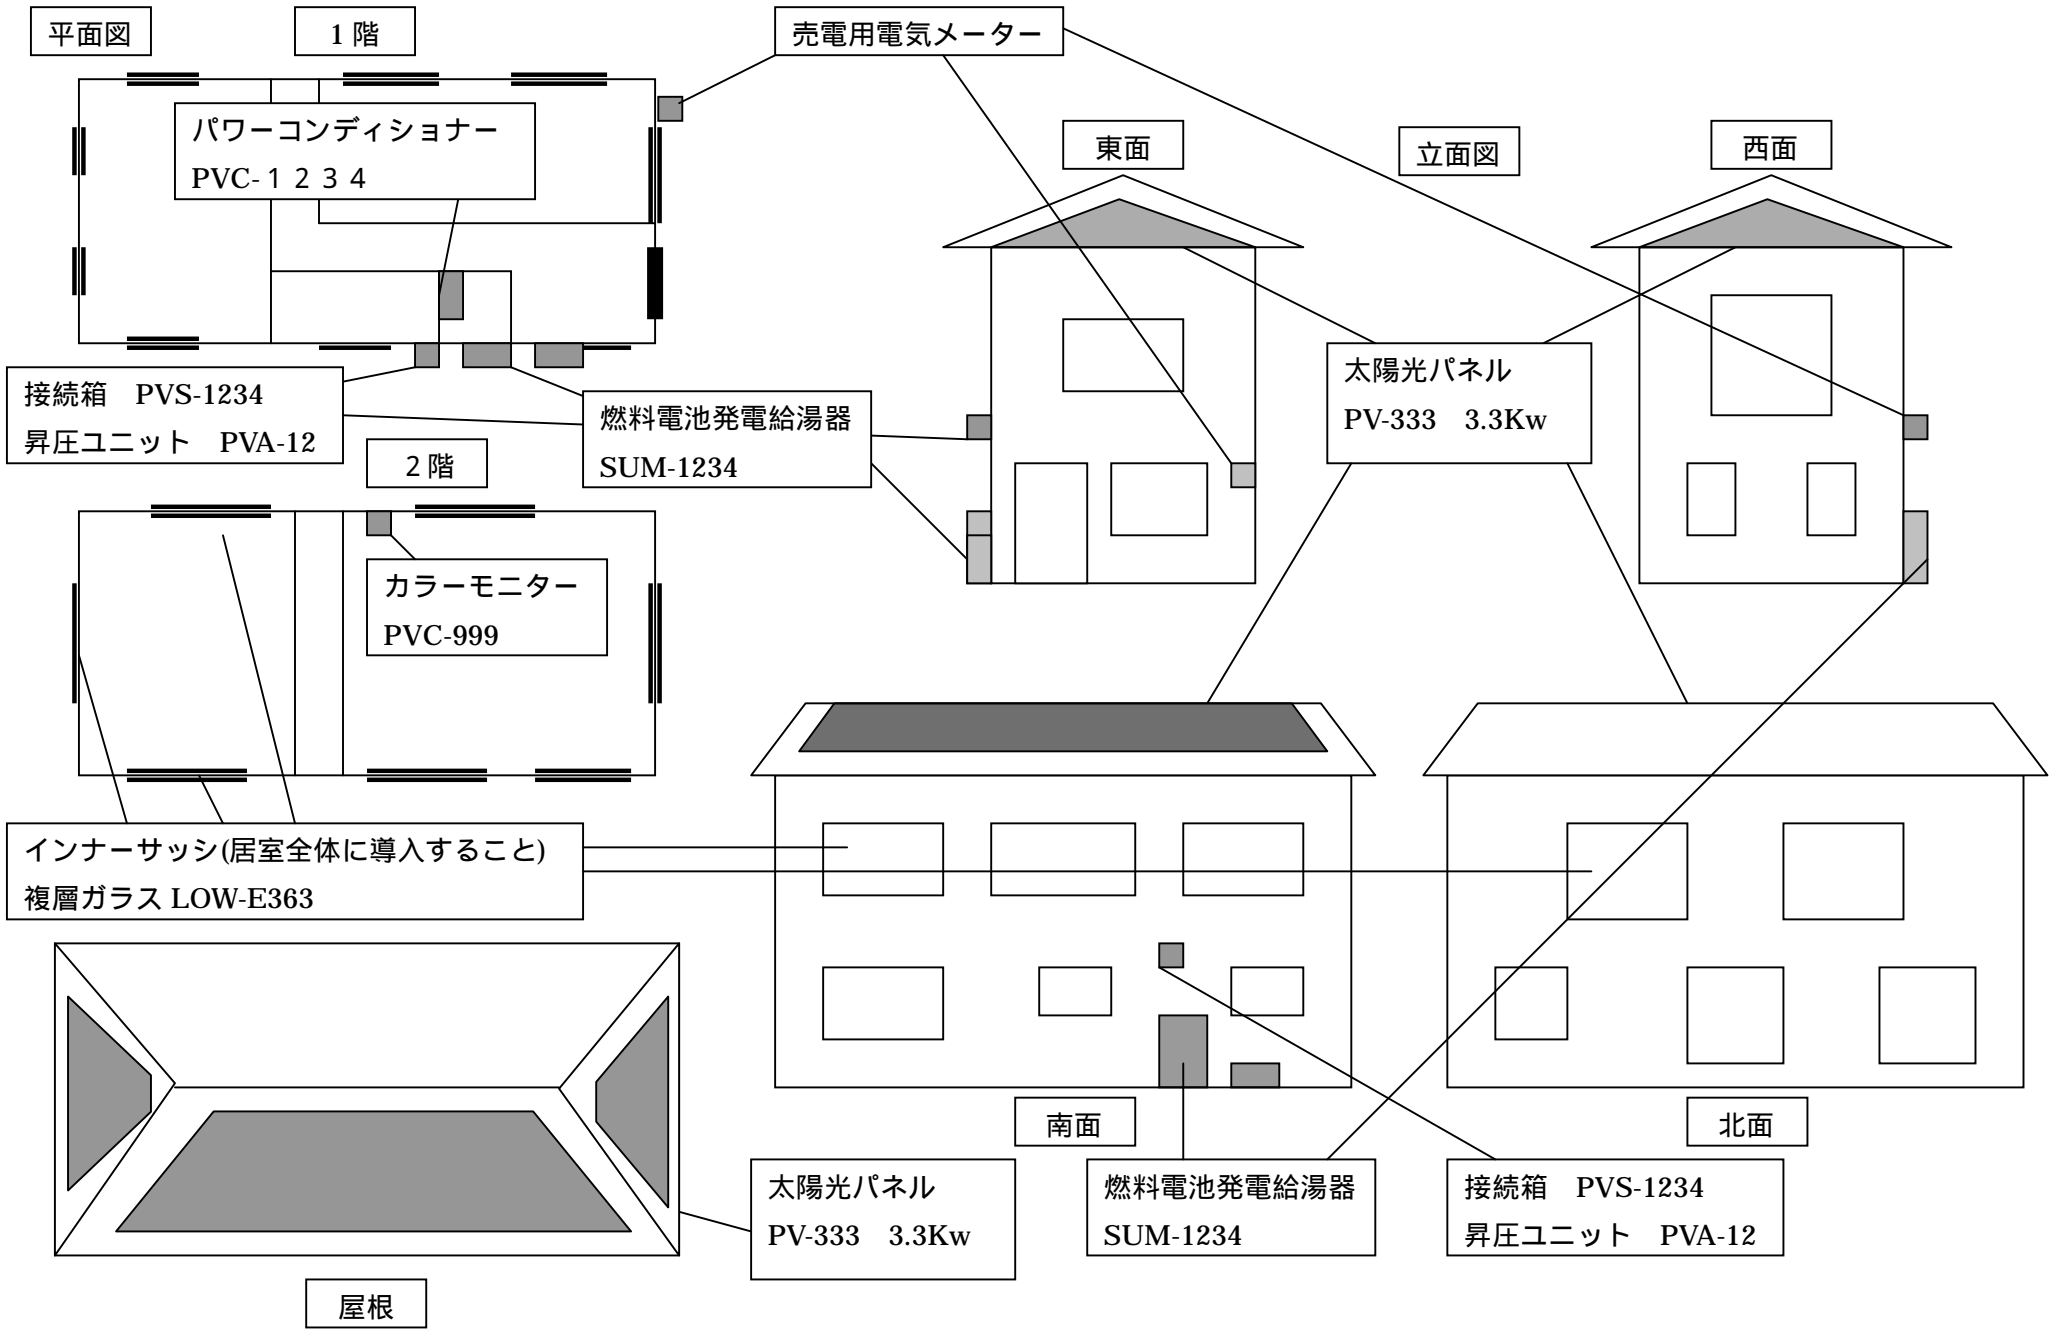 平面図
1 階
売電用電気メーター
パワーコンディショナー
PVC-１２３４
東面
立面図
西面
接続箱　PVS-1234
昇圧ユニット　PVA-12
燃料電池発電給湯器
SUM-1234
太陽光パネル
PV-333　3.3Kw
２階
カラーモニター
PVC-999
インナーサッシ(居室全体に導入すること)
複層ガラス LOW-E363
南面
北面
太陽光パネル
PV-333　3.3Kw
燃料電池発電給湯器
SUM-1234
接続箱　PVS-1234
昇圧ユニット　PVA-12
屋根